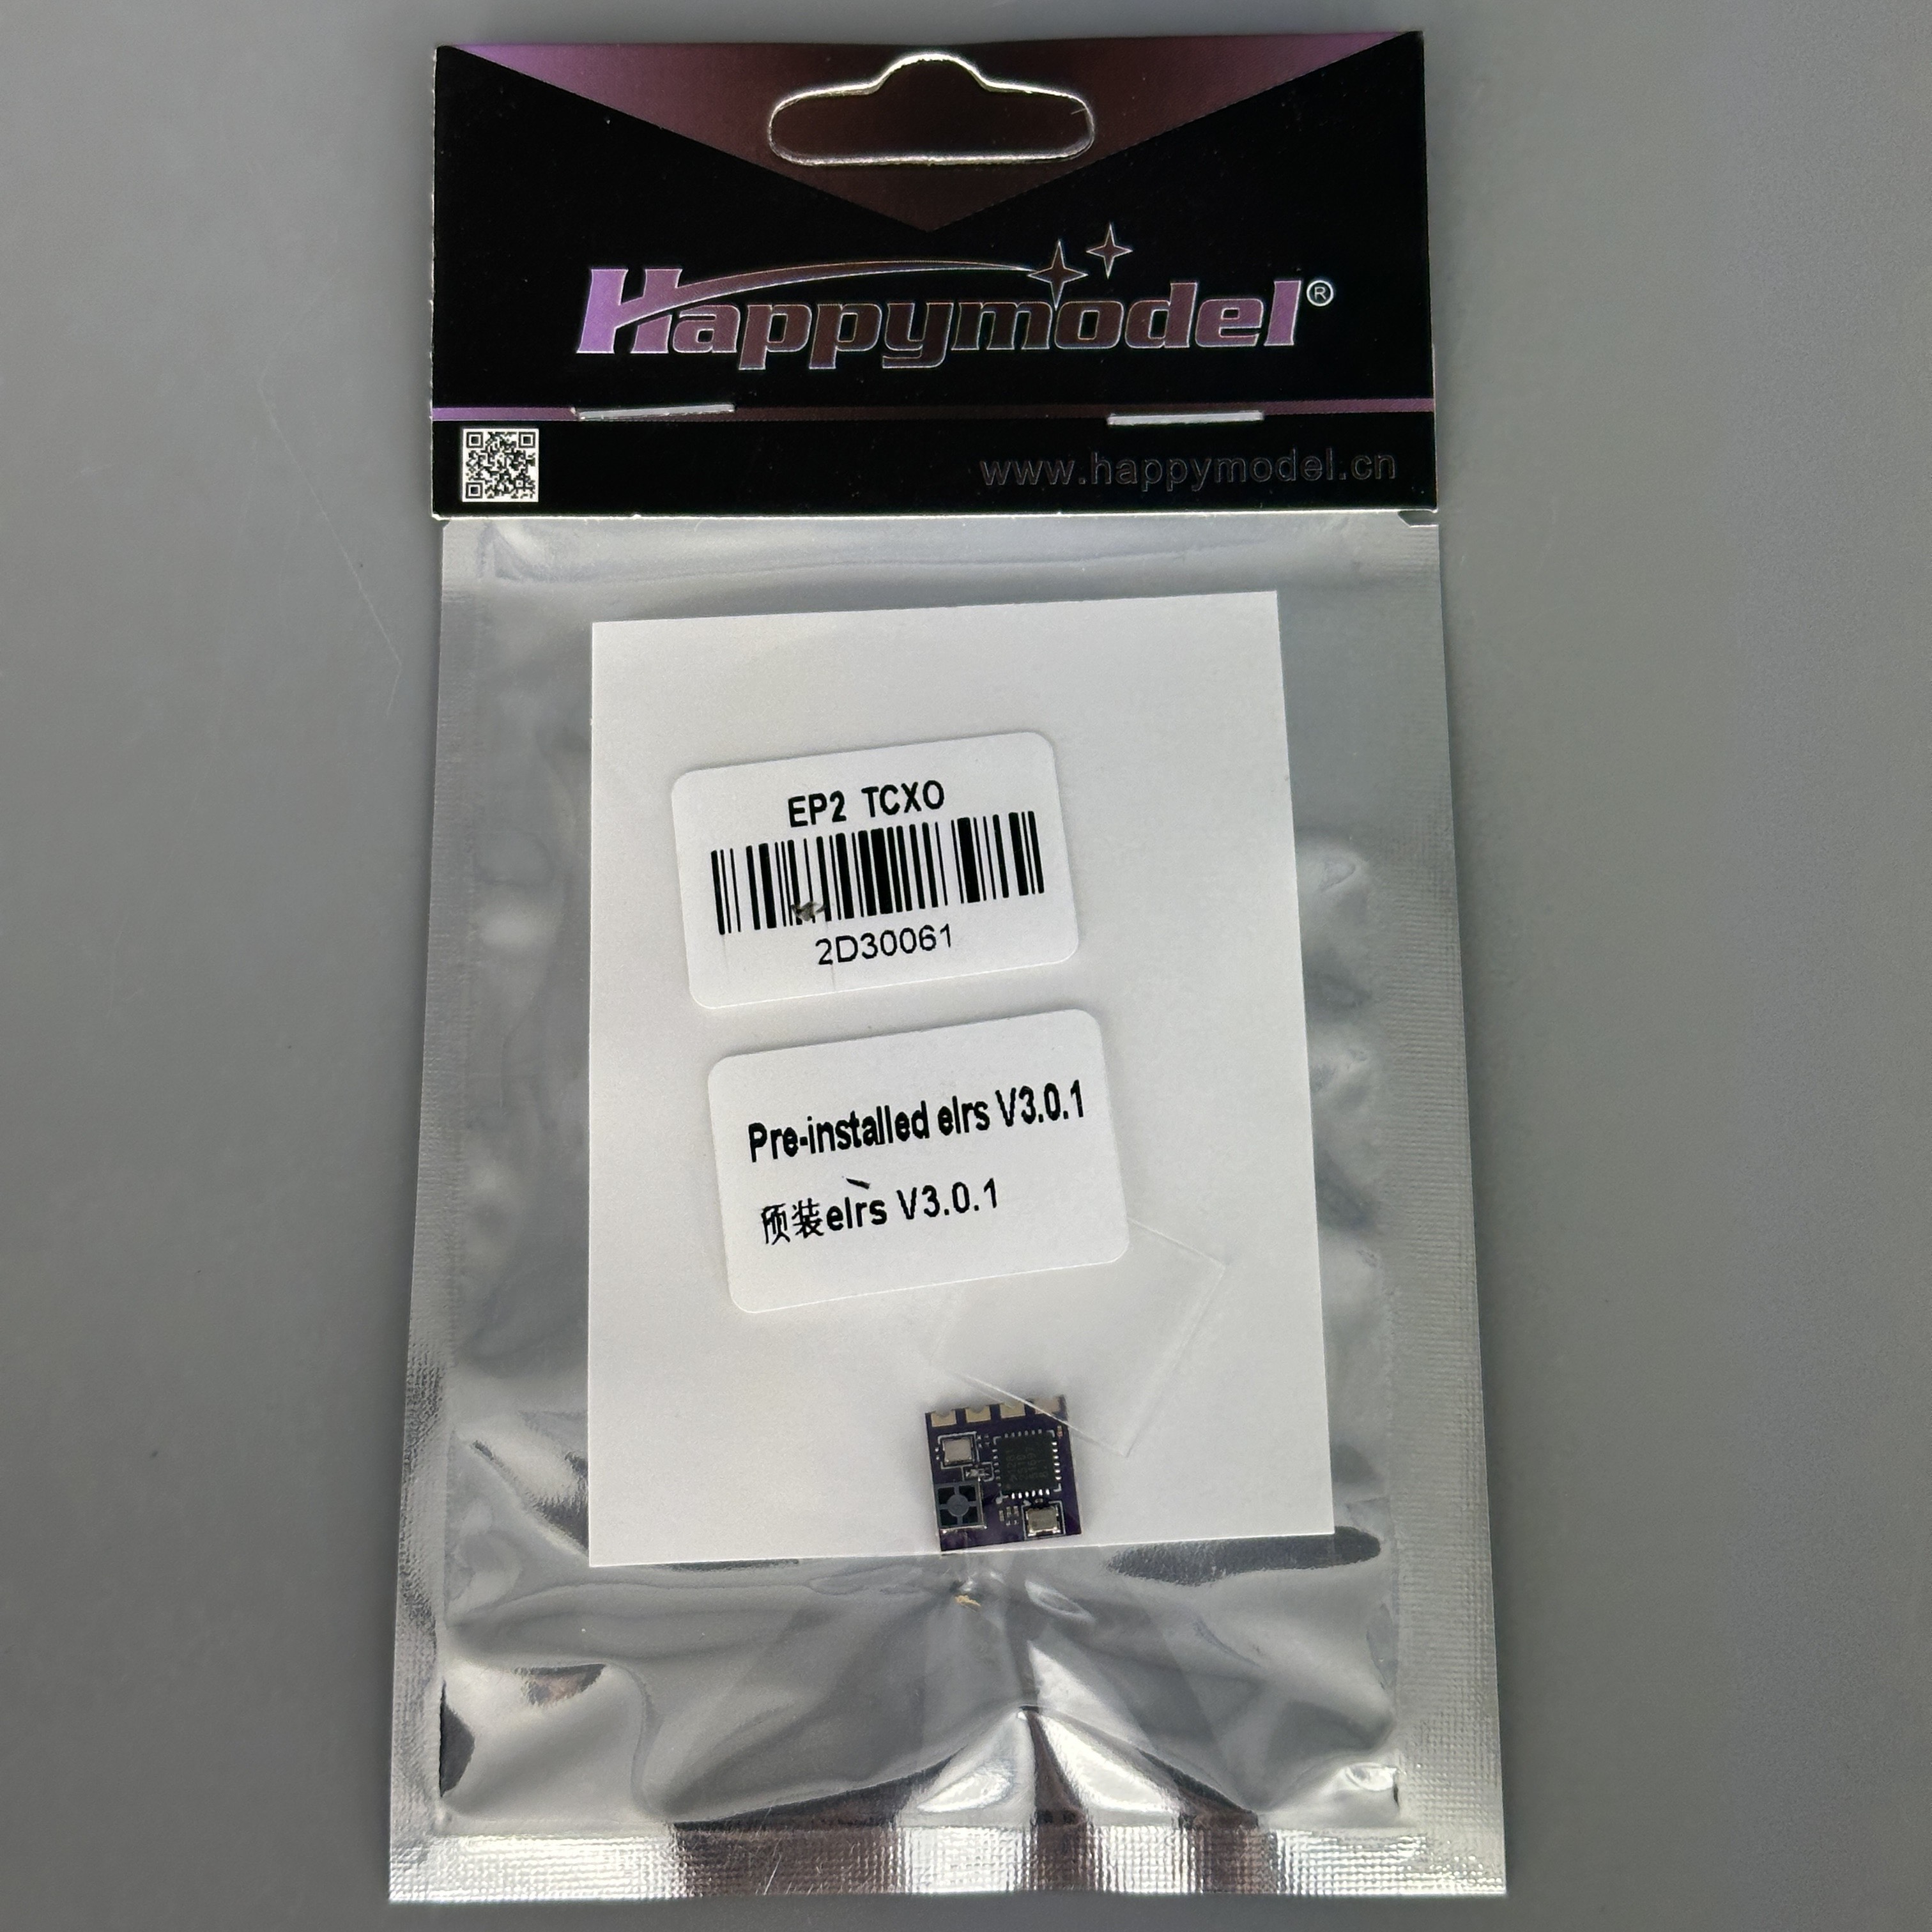 Happymodel®
www.happymodel.cn
EP2 TCXO
2D30061
Pre-installed elrs V3.0.1
预装elrs V3.0.1